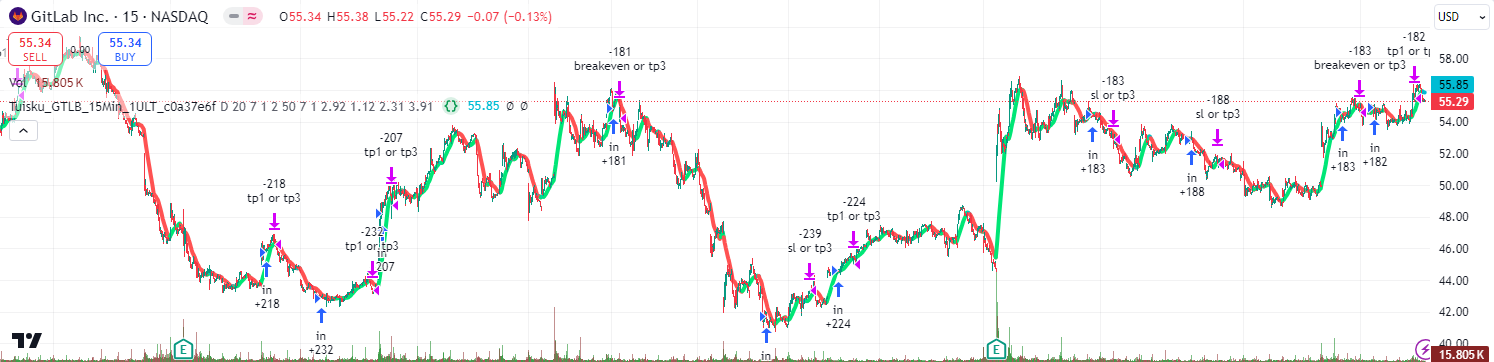 GitLab Inc. · 15 · NASDAQ
O55.34 H55.38 L55.22 C55.29 −0.07 (−0.13%)
USD
55.34
SELL
0.00
55.34
BUY
Vol 15.805 K
Tuisku_GTLB_15Min_1ULT_c0a37e6f D 20 7 1 2 50 7 1 2.92 1.12 2.31 3.91 {} 55.85 Ø Ø
-218
tp1 or tp3
in
+218
in
+232
-232
tp1 or tp3
-207
tp1 or tp3
in
207
-181
breakeven or tp3
in
+181
in
-239
sl or tp3
-224
tp1 or tp3
in
+224
-183
sl or tp3
in
+183
-188
sl or tp3
in
+188
-183
breakeven or tp3
in
+183
-182
tp1 or tp
in
+182
58.00
55.85
55.29
54.00
52.00
50.00
48.00
46.00
44.00
42.00
40.00
15.805 K
E
E